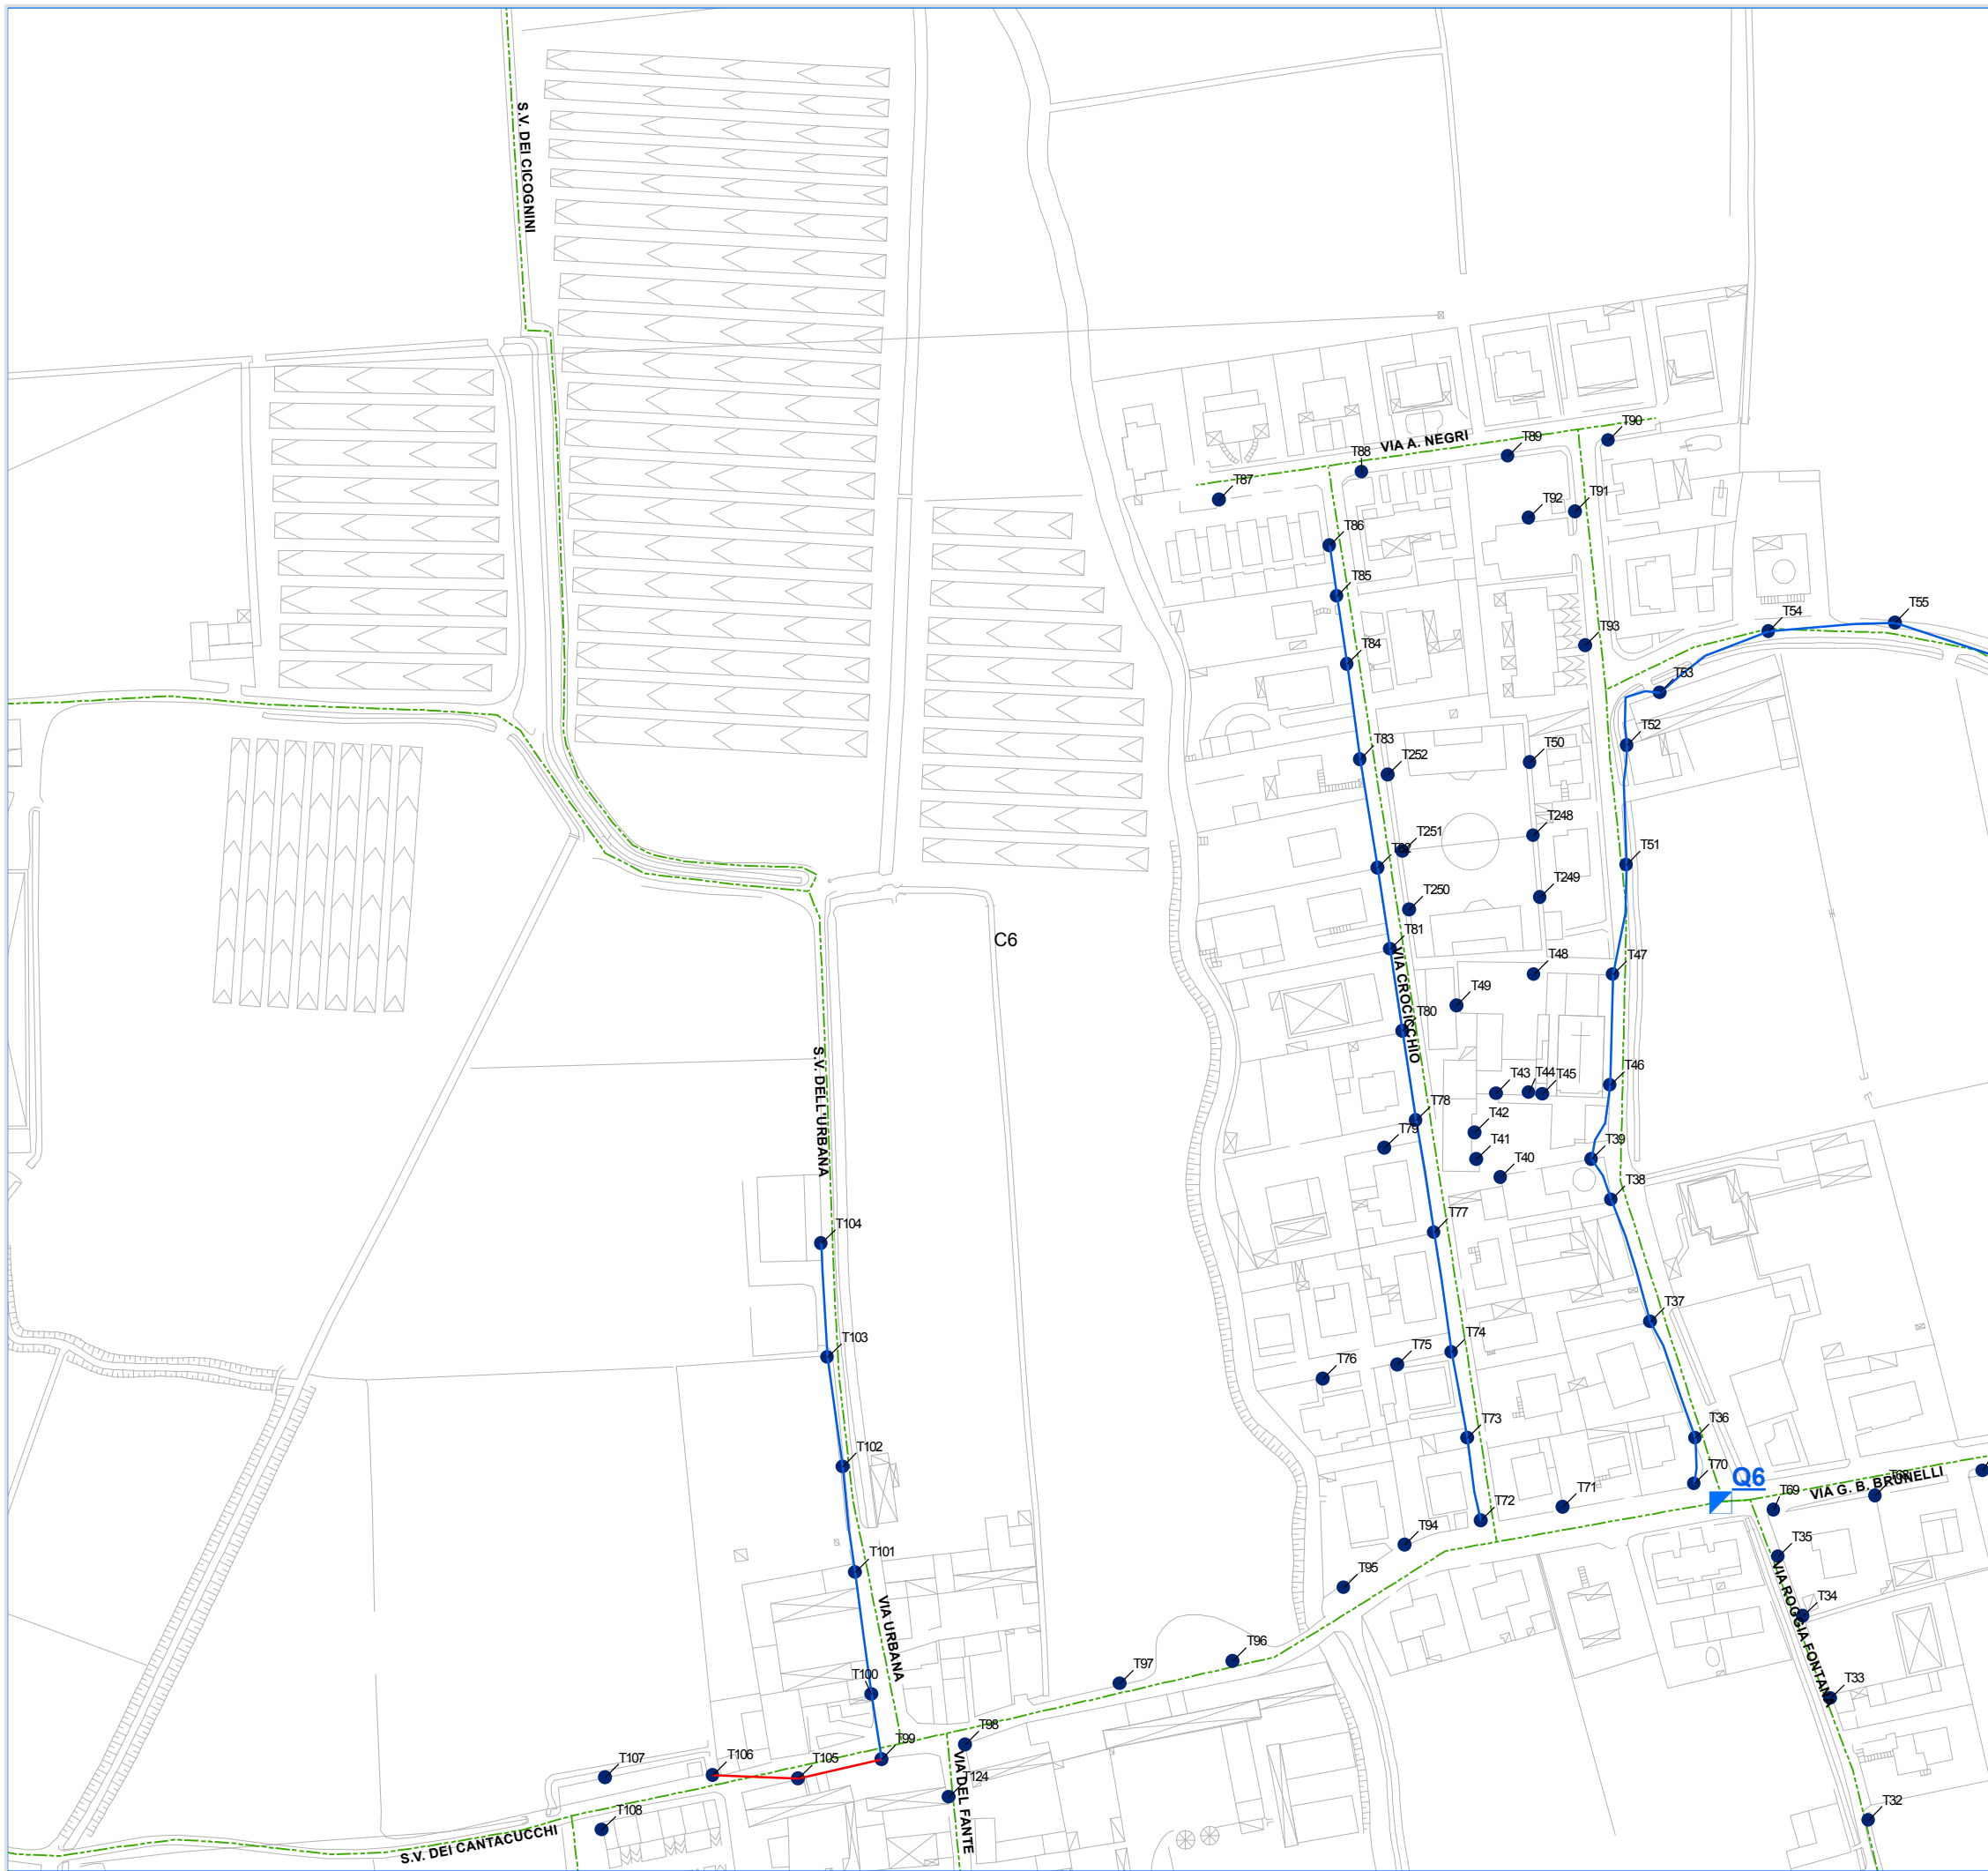 S.V. DEI CICOGNINI
T90
VIA A. NEGRI
T89
T88
T87
T92
T91
T86
T85
T55
T54
T93
T84
T53
T52
T83
T50
T252
T248
T251
T82
T51
T249
T250
C6
T81
T48
T47
VIA CROCICCHIO
T49
T80
S.V. DELL'URBANA
T46
T43
T44
T45
T78
T42
T79
T41
T39
T40
T38
T104
T77
T37
T103
T74
T75
T76
T73
T36
T102
T70
Q6
VIA G. B. BRUNELLI
T68
T69
T71
T72
T94
T35
T101
T95
VIA ROGGIA FONTANA
T34
VIA URBANA
T96
T97
T33
T100
T98
T99
T106
T105
T107
T124
VIA DEL FANTE
T108
T32
S.V. DEI CANTACUCCHI